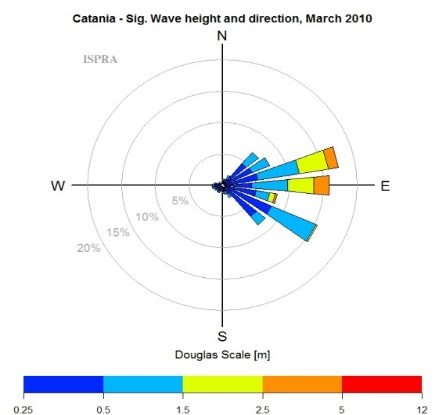 Catania - Sig. Wave height and direction, March 2010
N
ISPRA
W
E
5%
10%
15%
20%
S
Douglas Scale [m]
0.25 0.5 1.5 2.5 5 12